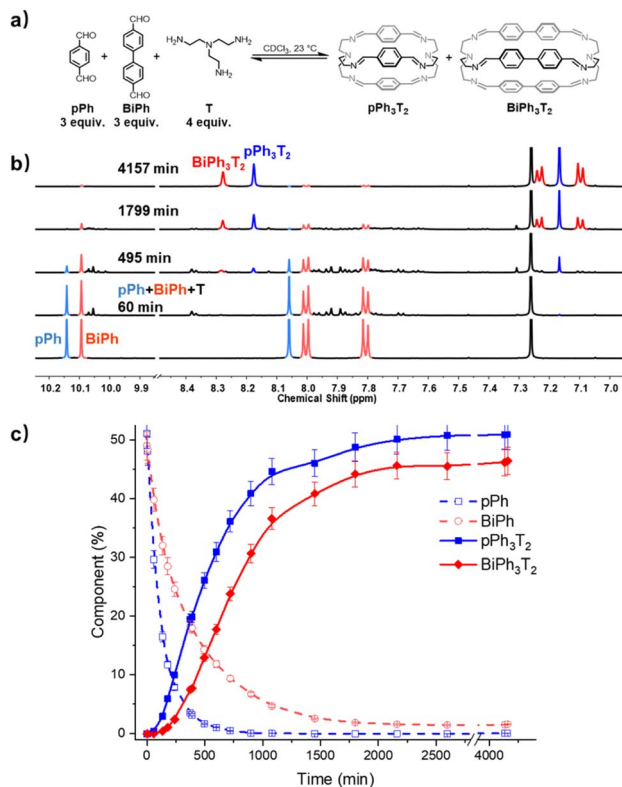 a)
CHO
CHO
CHO
CHO
+
+
H2N
N
NH2
NH2
CDCl3, 23 °C
+
pPh
3 equiv.
BiPh
3 equiv.
T
4 equiv.
pPh3T2
BiPh3T2
b)
4157 min
BiPh3T2
pPh3T2
1799 min
495 min
pPh+BiPh+T
60 min
pPh
BiPh
10.2 10.1 10.0 9.9 8.4 8.3 8.2 8.1 8.0 7.9 7.8 7.7 7.6 7.5 7.4 7.3 7.2 7.1 7.0
Chemical Shift (ppm)
c)
50
40
30
20
10
0
Component (%)
pPh
BiPh
pPh3T2
BiPh3T2
0 500 1000 1500 2000 2500 4000
Time (min)